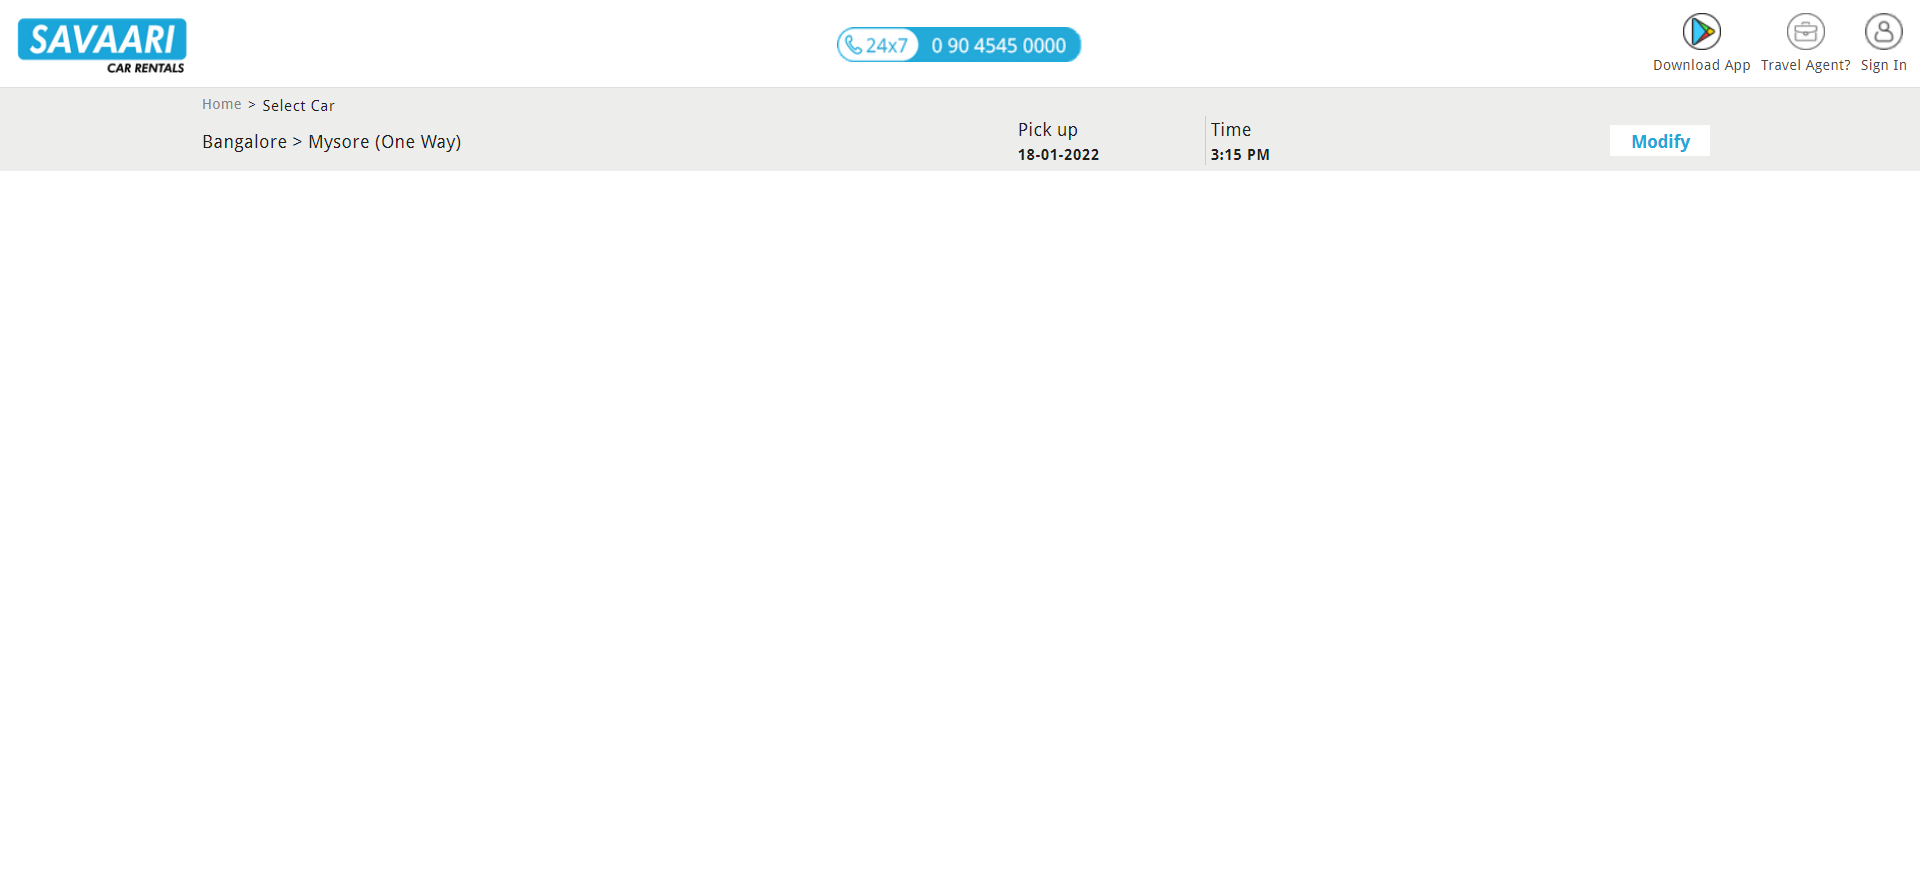 SAVAARI
CAR RENTALS
24x7 0 90 4545 0000
Download App
Travel Agent?
Sign In
Home > Select Car
Bangalore > Mysore (One Way)
Pick up
18-01-2022
Time
3:15 PM
Modify